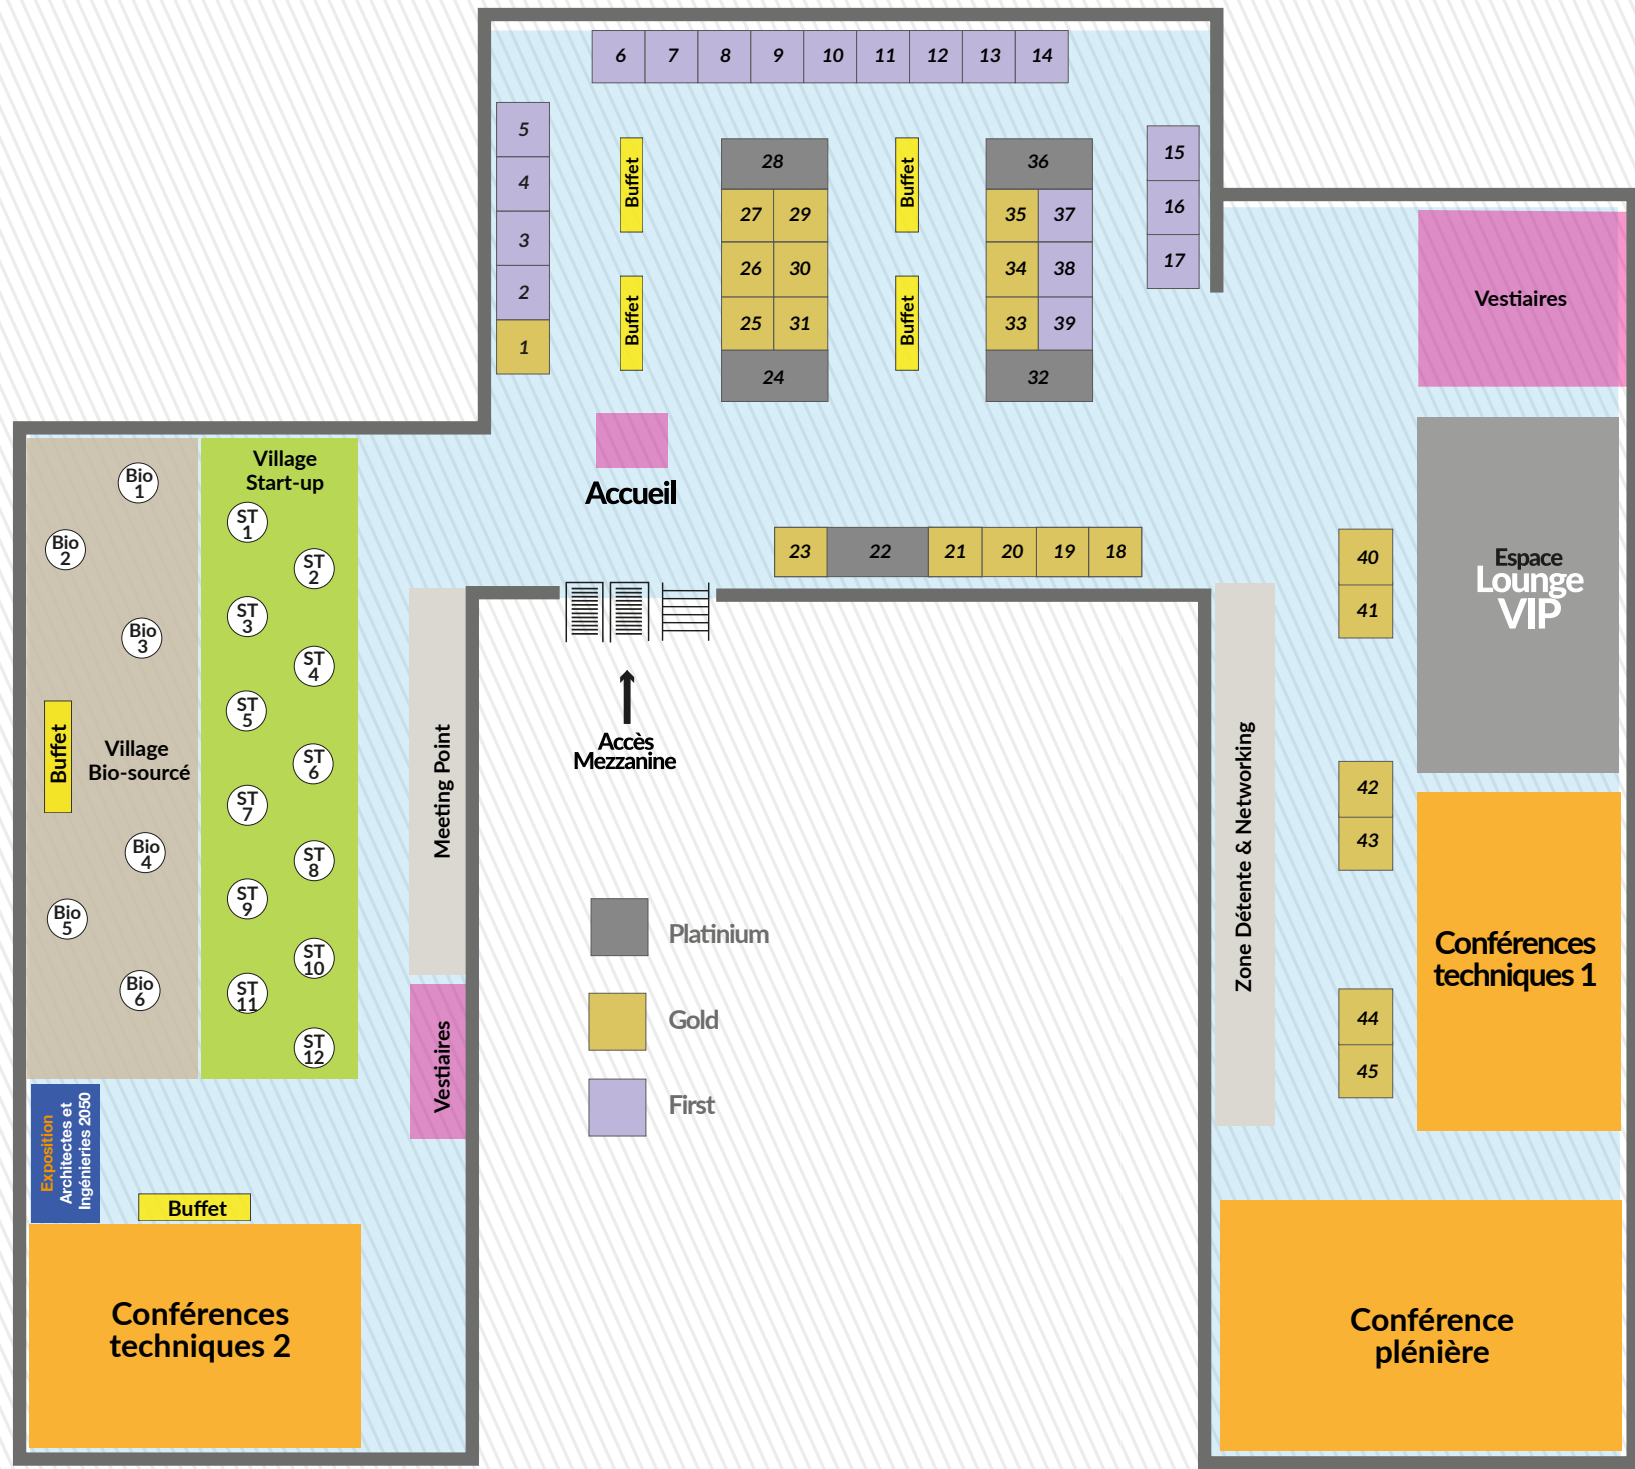 6 7 8 9 10 11 12 13 14
5
4
3
2
1
Buffet
Buffet
28
27 29
26 30
25 31
24
Buffet
Buffet
36
35 37
34 38
33 39
32
15
16
17
Vestiaires
Accueil
23 22 21 20 19 18
Accès
Mezzanine
Village
Bio-sourcé
Bio
1
Bio
2
Bio
3
Bio
4
Bio
5
Bio
6
Buffet
Village
Start-up
ST
1
ST
2
ST
3
ST
4
ST
5
ST
6
ST
7
ST
8
ST
9
ST
10
ST
11
ST
12
Meeting Point
Vestiaires
Exposition
Architectes et
Ingénieries 2050
Buffet
Conférences
techniques 2
Platinium
Gold
First
Zone Détente & Networking
40
41
42
43
44
45
Espace
Lounge
VIP
Conférences
techniques 1
Conférence
plénière